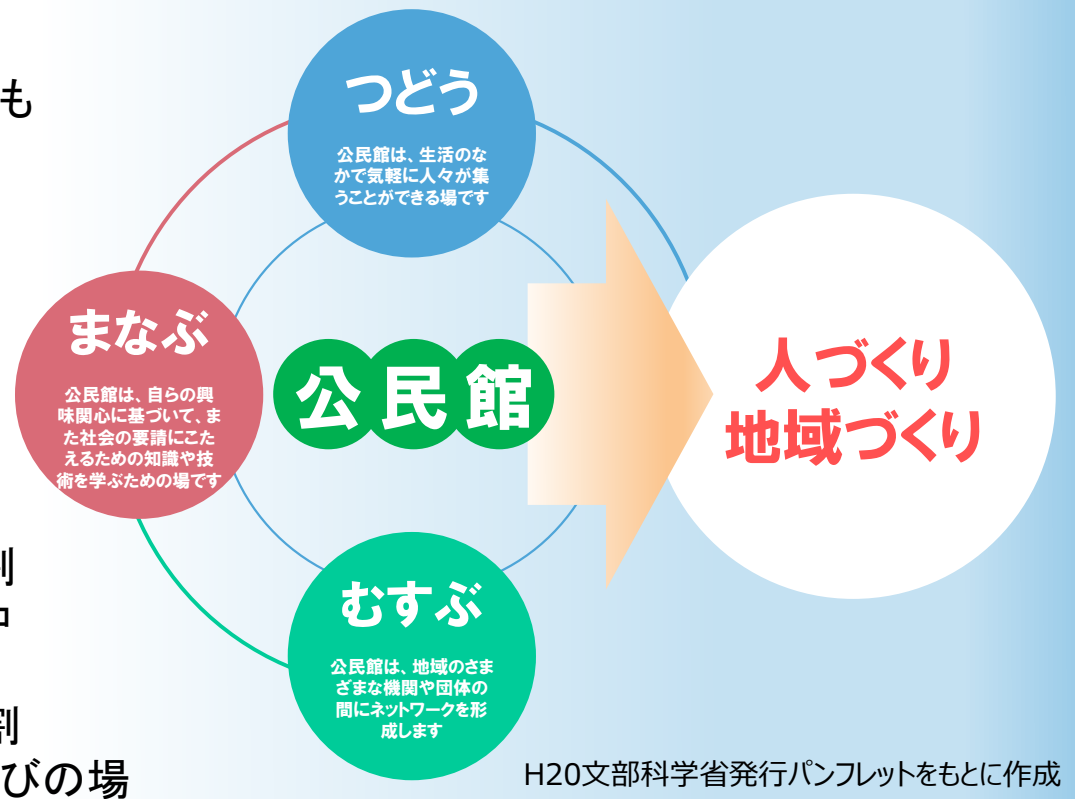 も
つどう
公民館は、生活のな
かで気軽に人々が集
うことができる場です
まなぶ
公民館は、自らの興
味関心に基づいて、ま
た社会の要請にこた
えるための知識や技
術を学ぶための場です
公民館
人づくり
地域づくり
むすぶ
公民館は、地域のさま
ざまな機関や団体の
間にネットワークを形
成します
割
びの場
H20文部科学省発行パンフレットをもとに作成